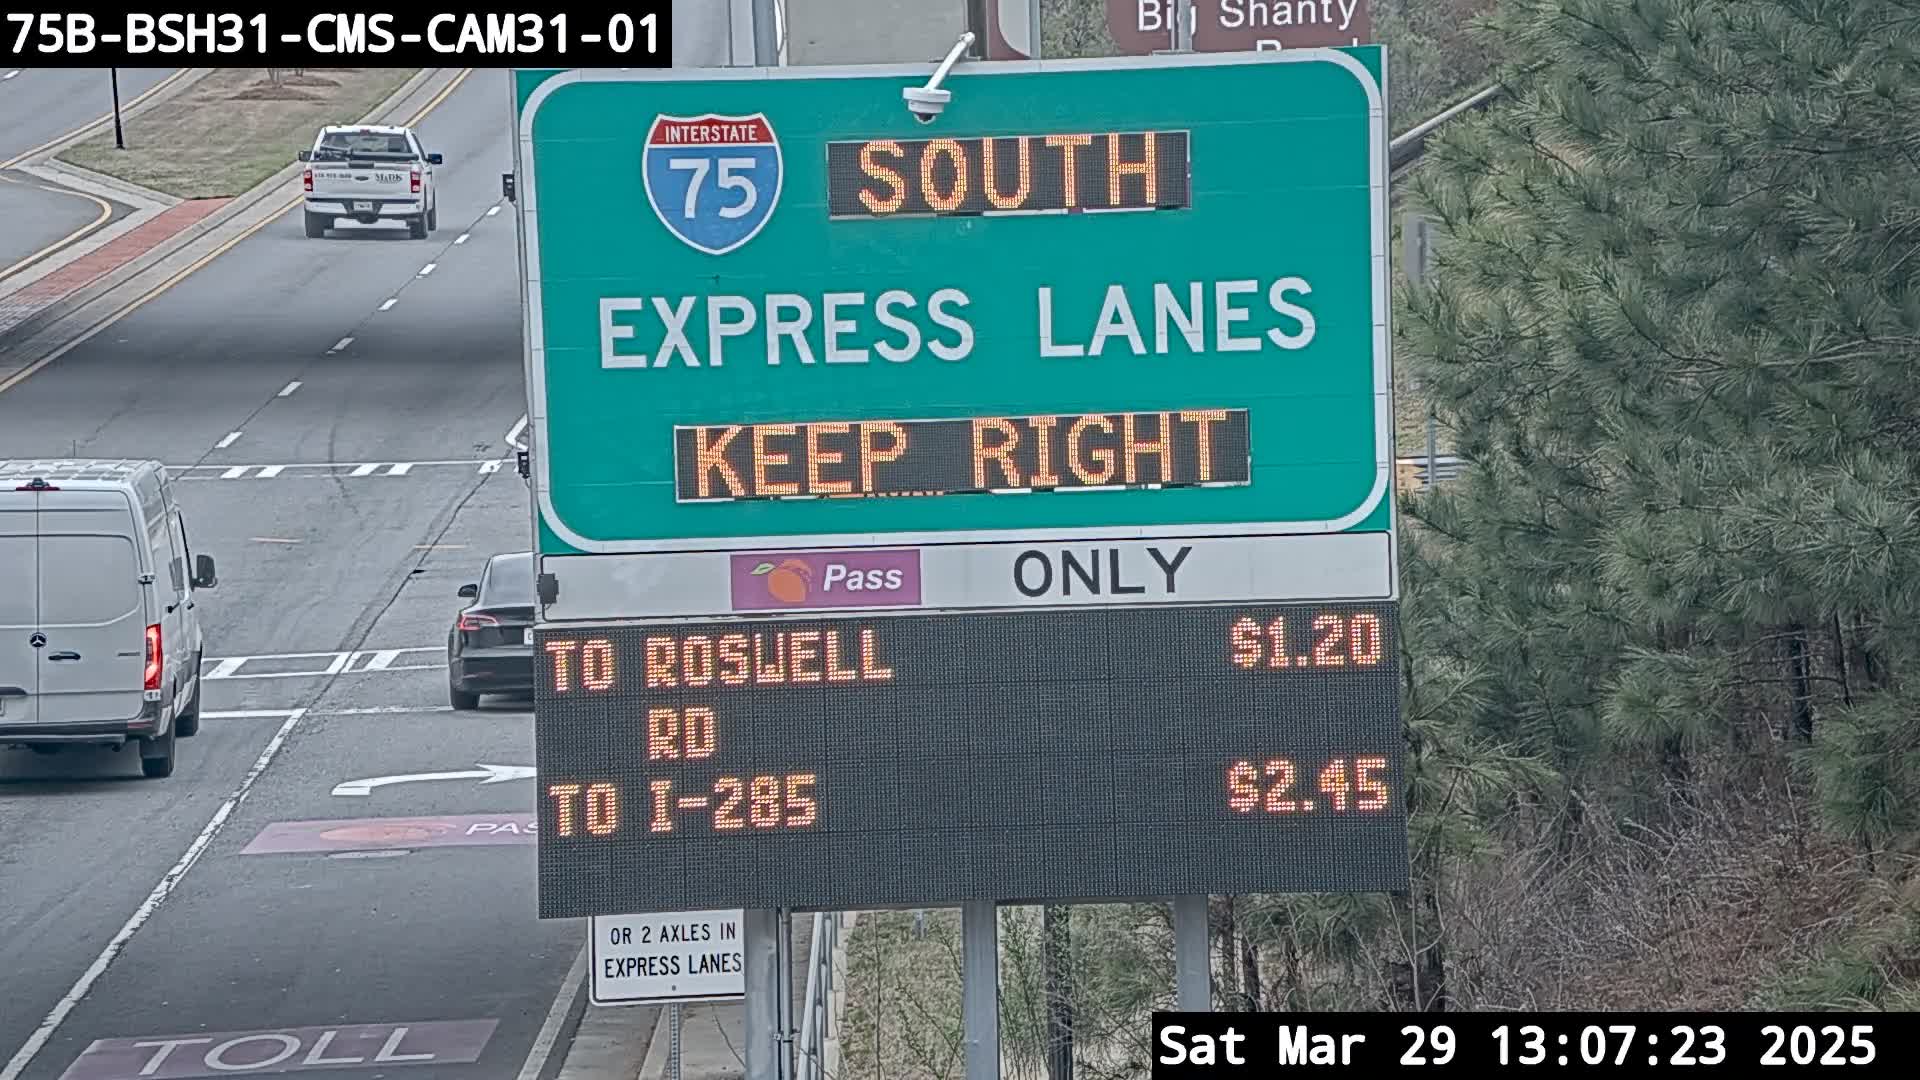 75B-BSH31-CMS-CAM31-01
Big Shanty
INTERSTATE
75
SOUTH
EXPRESS LANES
KEEP RIGHT
Pass ONLY
TO ROSWELL $1.20
RD
TO I-285 $2.45
OR 2 AXLES IN
EXPRESS LANES
TOLL
Sat Mar 29 13:07:23 2025